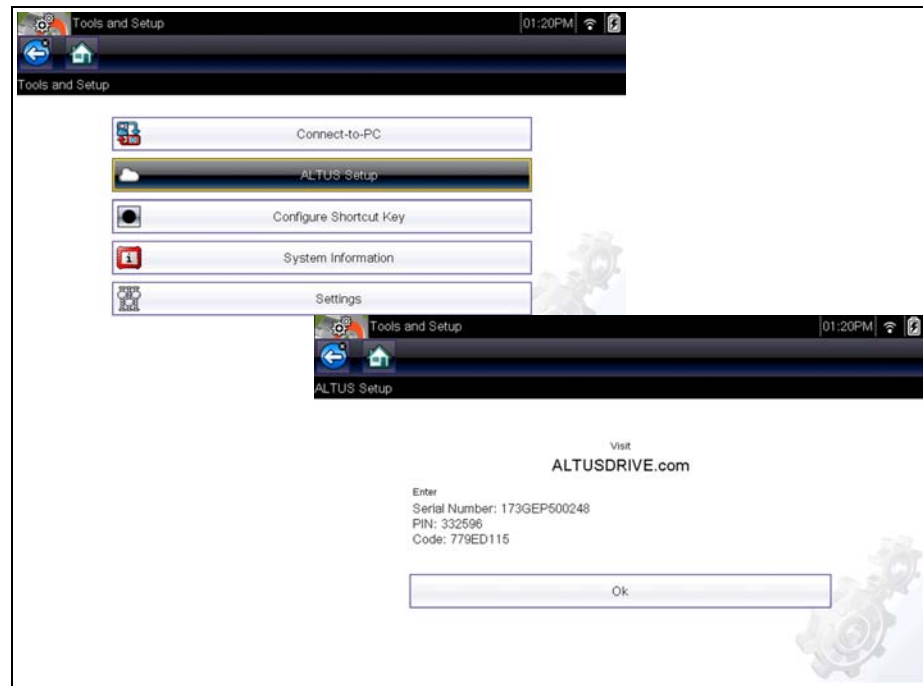 Tools and Setup 01:20PM
Tools and Setup
Connect-to-PC
ALTUS Setup
Configure Shortcut Key
System Information
Settings
Tools and Setup 01:20PM
ALTUS Setup
Visit
ALTUSDRIVE.com
Enter
Serial Number: 173GEP500248
PIN: 332596
Code: 779ED115
Ok